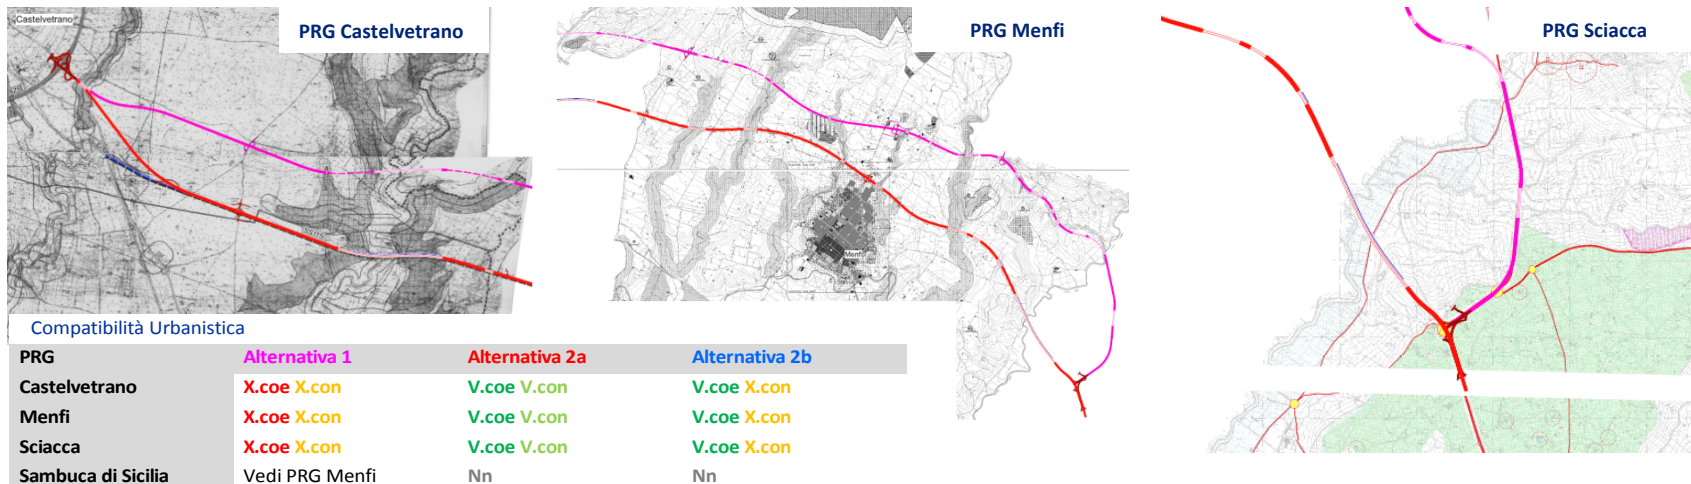 Castelvetrano
PRG Castelvetrano
PRG Menfi
PRG Sciacca
Menfi
Compatibilità Urbanistica
PRG Alternativa 1 Alternativa 2a Alternativa 2b
Castelvetrano X.coe X.con V.coe V.con V.coe X.con
Menfi X.coe X.con V.coe V.con V.coe X.con
Sciacca X.coe X.con V.coe V.con V.coe X.con
Sambuca di Sicilia Vedi PRG Menfi Nn Nn